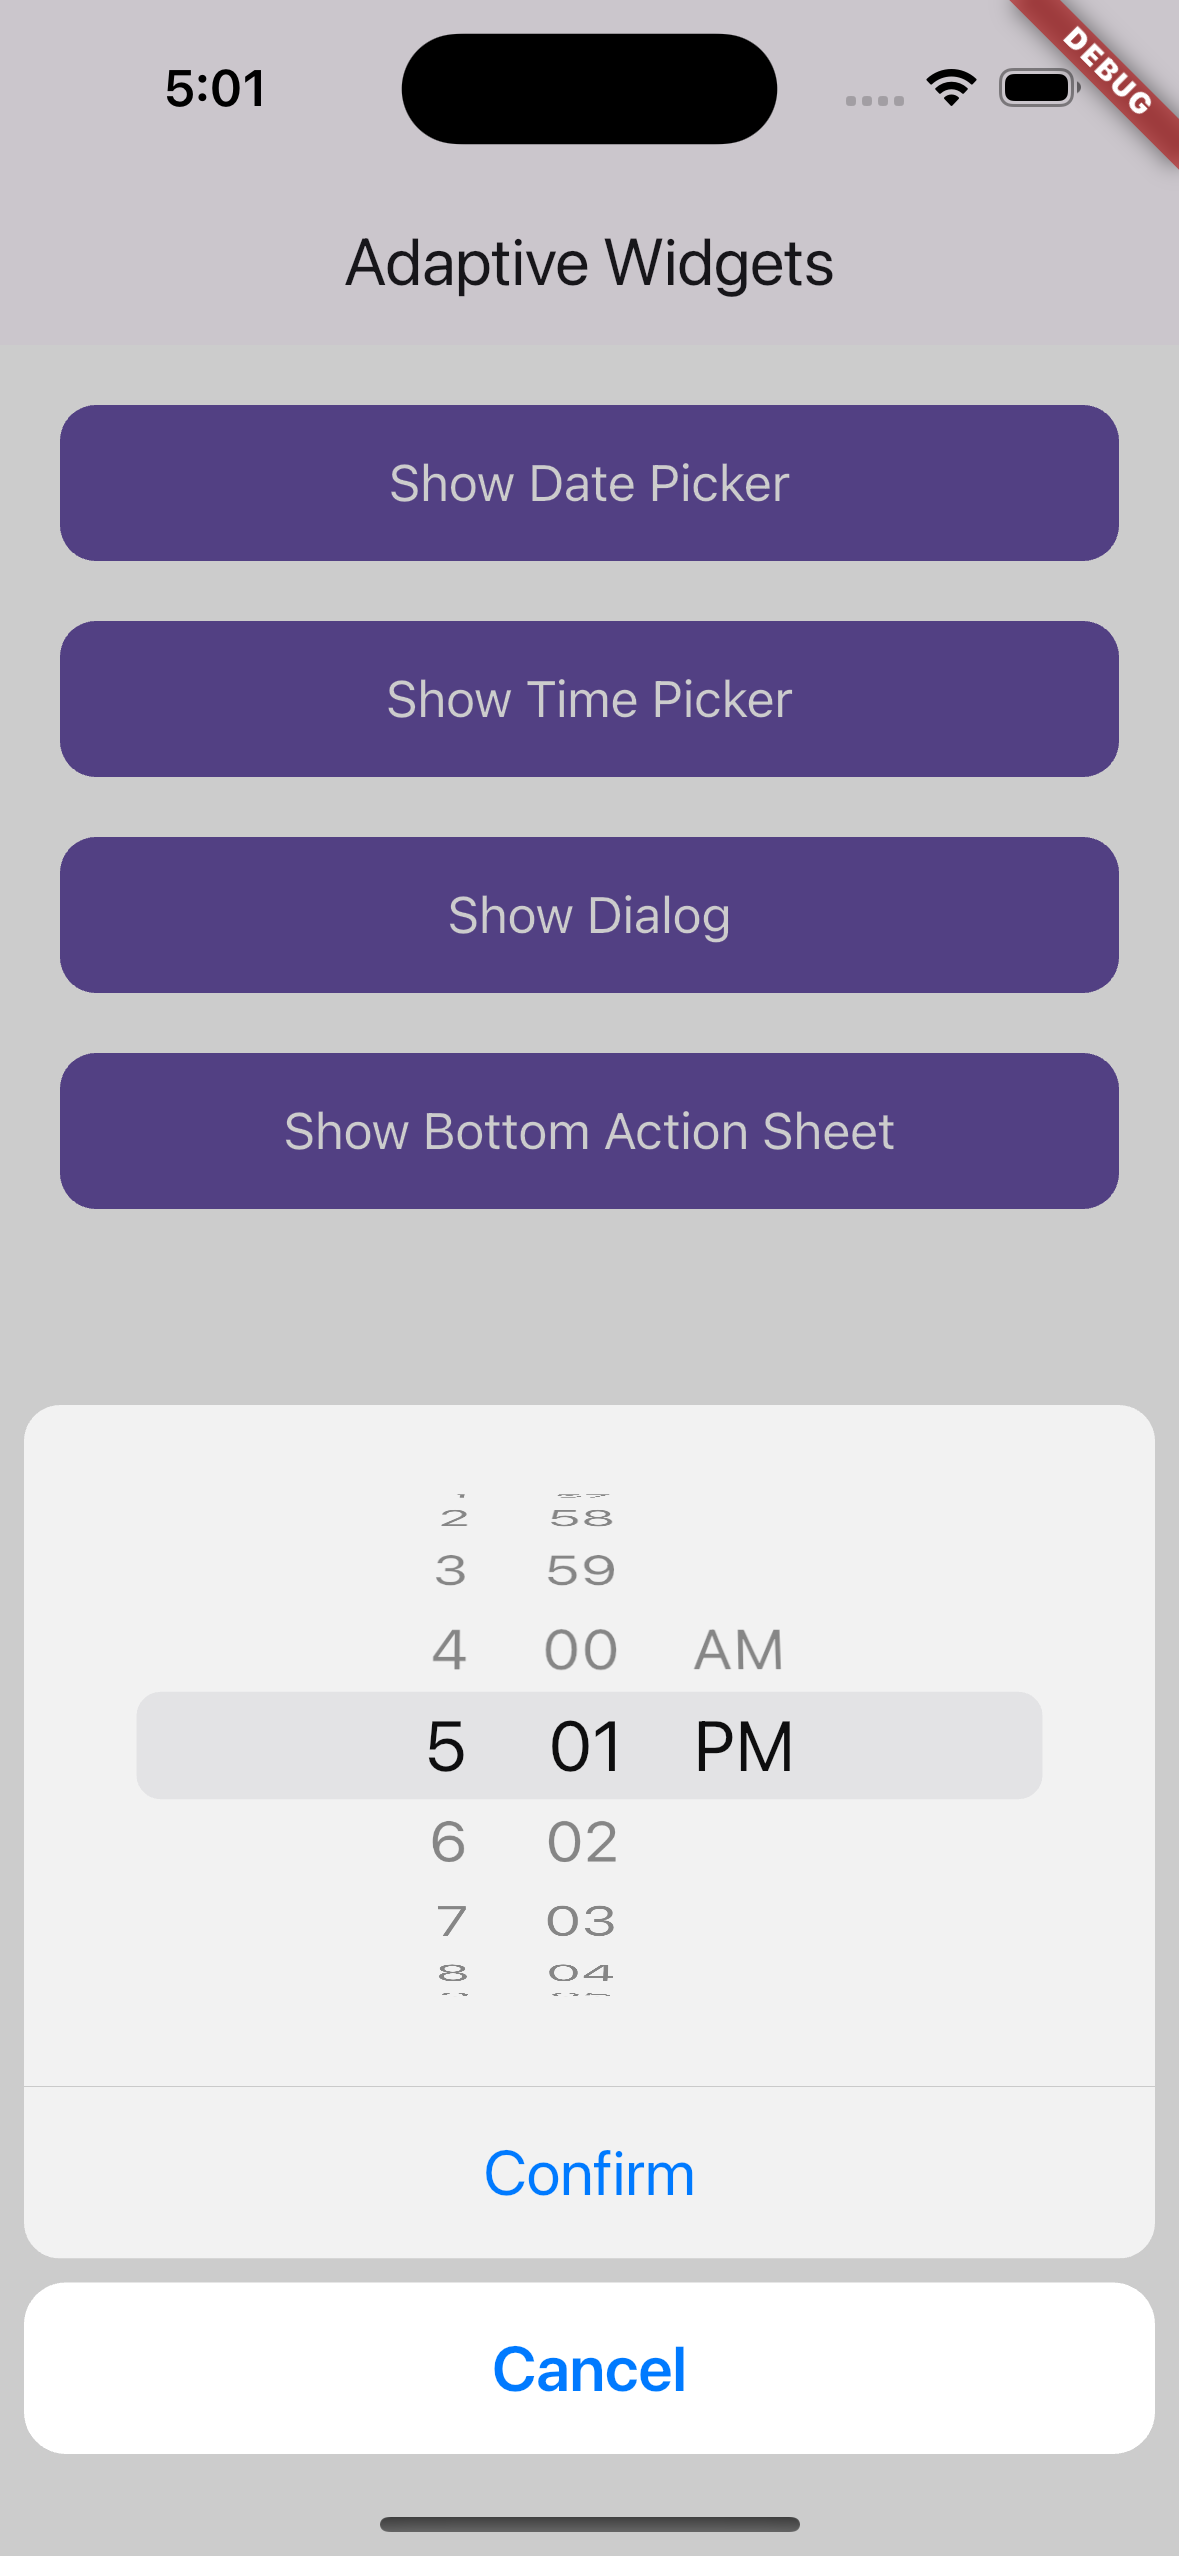 5:01
DEBUG
Adaptive Widgets
Show Date Picker
Show Time Picker
Show Dialog
Show Bottom Action Sheet
2 58
3 59
4 00 AM
5 01 PM
6 02
7 03
8 04
Confirm
Cancel